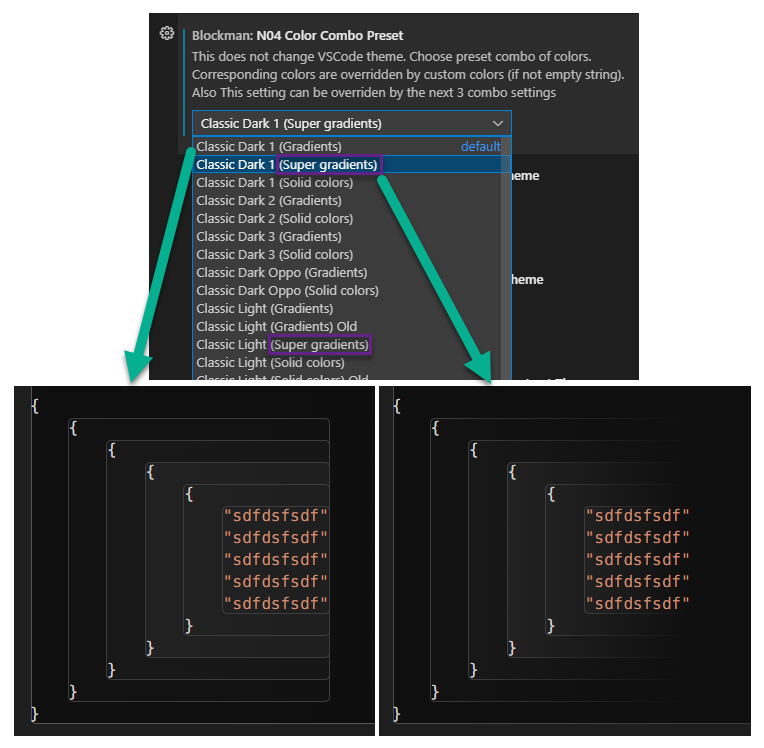 Blockman: N04 Color Combo Preset
This does not change VSCode theme. Choose preset combo of colors.
Corresponding colors are overridden by custom colors (if not empty string).
Also This setting can be overriden by the next 3 combo settings
Classic Dark 1 (Super gradients)
Classic Dark 1 (Gradients) default
Classic Dark 1 (Super gradients)
Classic Dark 1 (Solid colors)
Classic Dark 2 (Gradients)
Classic Dark 2 (Solid colors)
Classic Dark 3 (Gradients)
Classic Dark 3 (Solid colors)
Classic Dark Oppo (Gradients)
Classic Dark Oppo (Solid colors)
Classic Light (Gradients)
Classic Light (Gradients) Old
Classic Light (Super gradients)
Classic Light (Solid colors)
Classic Light (Solid colors) Old
{
{
{
{
{
"sdfdsfsdf"
"sdfdsfsdf"
"sdfdsfsdf"
"sdfdsfsdf"
"sdfdsfsdf"
}
}
}
}
}
{
{
{
{
{
"sdfdsfsdf"
"sdfdsfsdf"
"sdfdsfsdf"
"sdfdsfsdf"
"sdfdsfsdf"
}
}
}
}
}